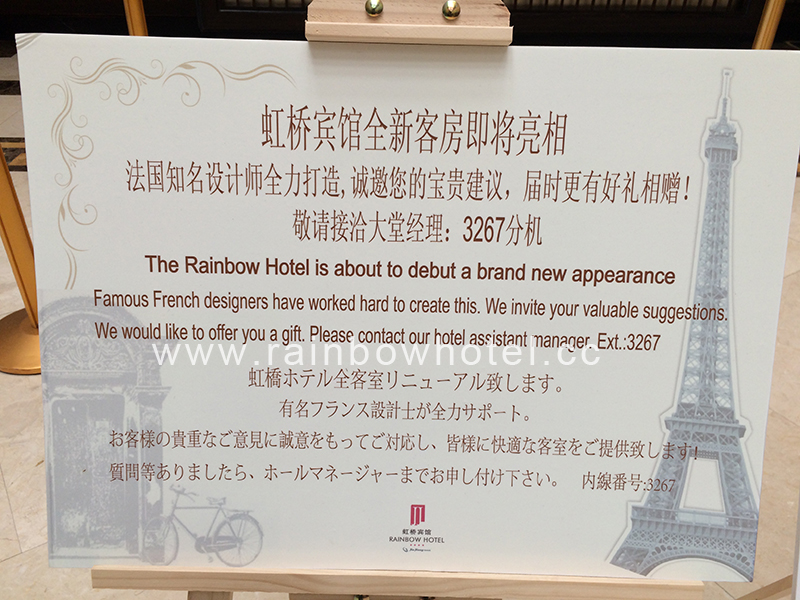 虹桥宾馆全新客房即将亮相
法国知名设计师全力打造,诚邀您的宝贵建议，届时更有好礼相赠!
敬请接洽大堂经理：3267分机
The Rainbow Hotel is about to debut a brand new appearance
Famous French designers have worked hard to create this. We invite your valuable suggestions.
We would like to offer you a gift. Please contact our hotel assistant manager. Ext.:3267
www.rainbowhotel.cc
虹橋ホテル全客室リニューアル致します。
有名フランス設計士が全力サポート。
お客様の貴重なご意見に誠意をもってご対応し、皆様に快適な客室をご提供致します!
質問等ありましたら、ホールマネージャーまでお申し付け下さい。 内線番号:3267
虹桥宾馆
RAINBOW HOTEL